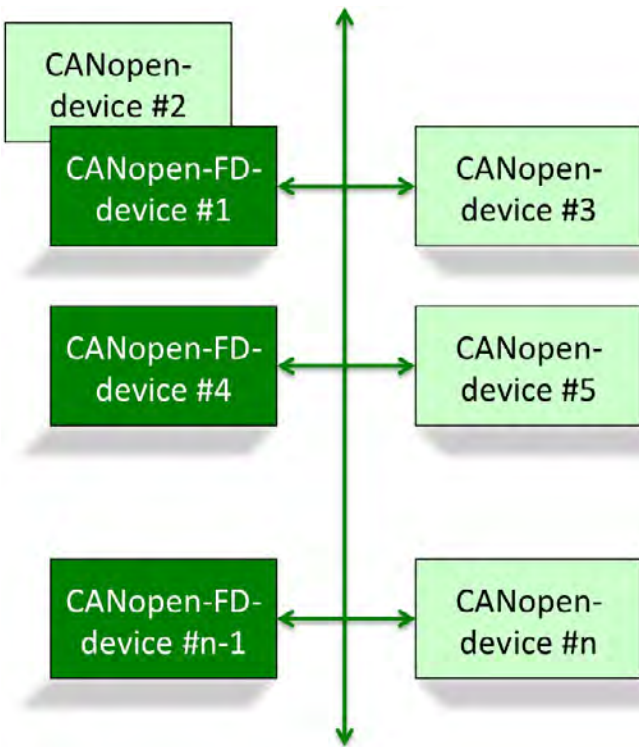 CANopen-
device #2
CANopen-FD-
device #1
CANopen-
device #3
CANopen-FD-
device #4
CANopen-
device #5
CANopen-FD-
device #n-1
CANopen-
device #n